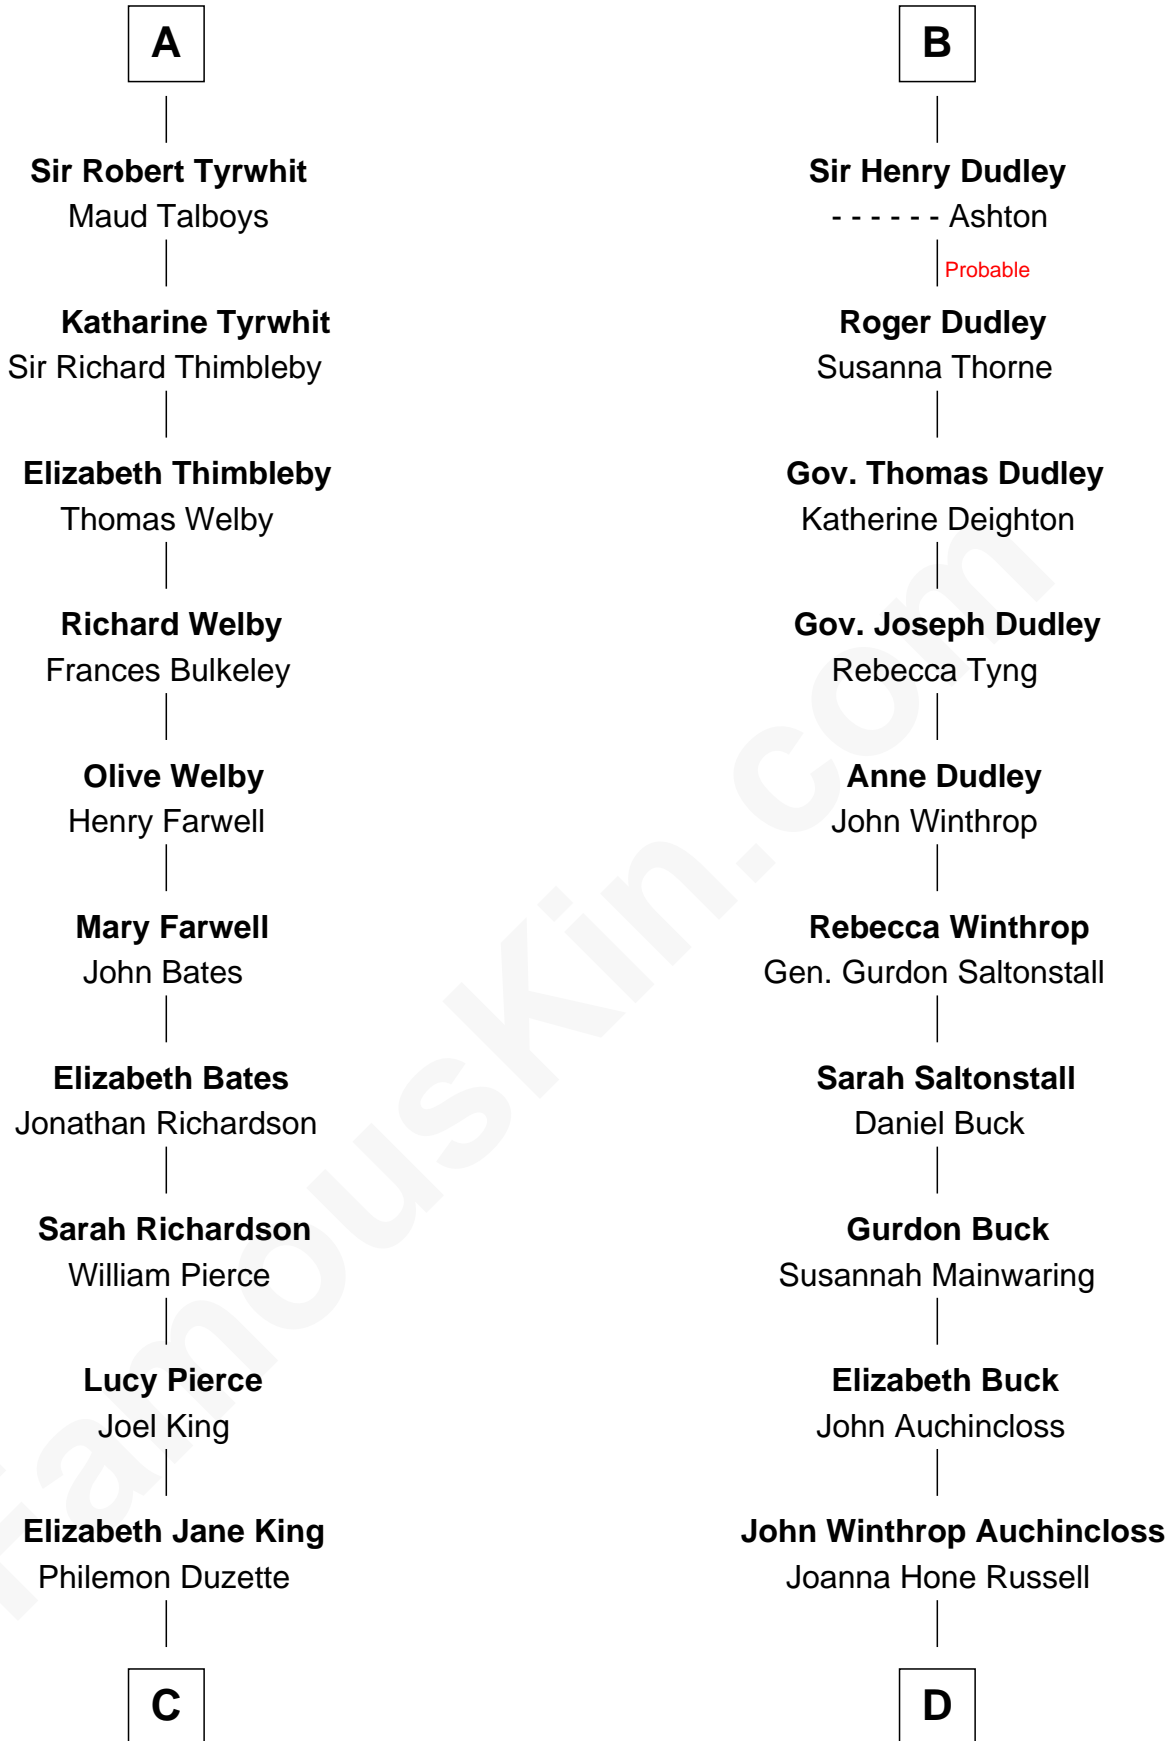 A
Sir Robert Tyrwhit
Maud Talboys
Katharine Tyrwhit
Sir Richard Thimbleby
Elizabeth Thimbleby
Thomas Welby
Richard Welby
Frances Bulkeley
Olive Welby
Henry Farwell
Mary Farwell
John Bates
Elizabeth Bates
Jonathan Richardson
Sarah Richardson
William Pierce
Lucy Pierce
Joel King
Elizabeth Jane King
Philemon Duzette
C
B
Sir Henry Dudley
- - - - - - Ashton
Probable
Roger Dudley
Susanna Thorne
Gov. Thomas Dudley
Katherine Deighton
Gov. Joseph Dudley
Rebecca Tyng
Anne Dudley
John Winthrop
Rebecca Winthrop
Gen. Gurdon Saltonstall
Sarah Saltonstall
Daniel Buck
Gurdon Buck
Susannah Mainwaring
Elizabeth Buck
John Auchincloss
John Winthrop Auchincloss
Joanna Hone Russell
D
FamousKin.com